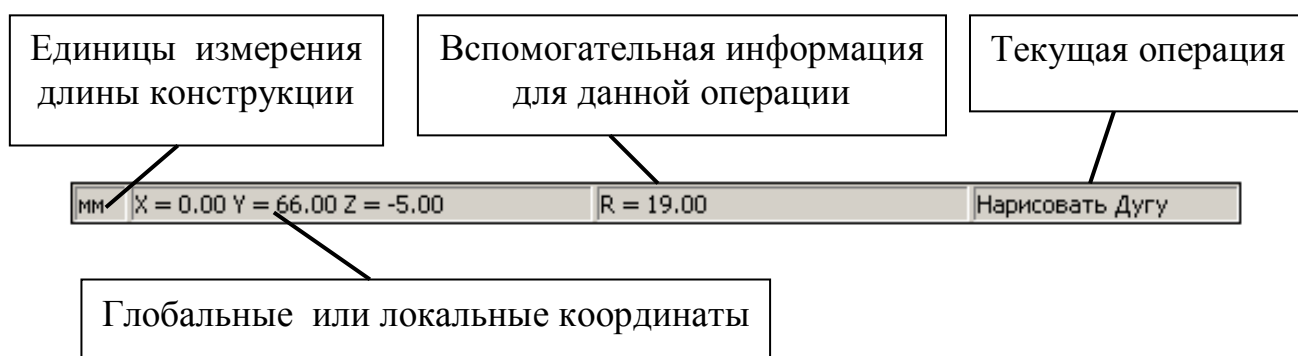 Единицы измерения
длины конструкции
Вспомогательная информация
для данной операции
Текущая операция
мм X = 0.00 Y = 66.00 Z = -5.00 R = 19.00 Нарисовать Дугу
Глобальные или локальные координаты